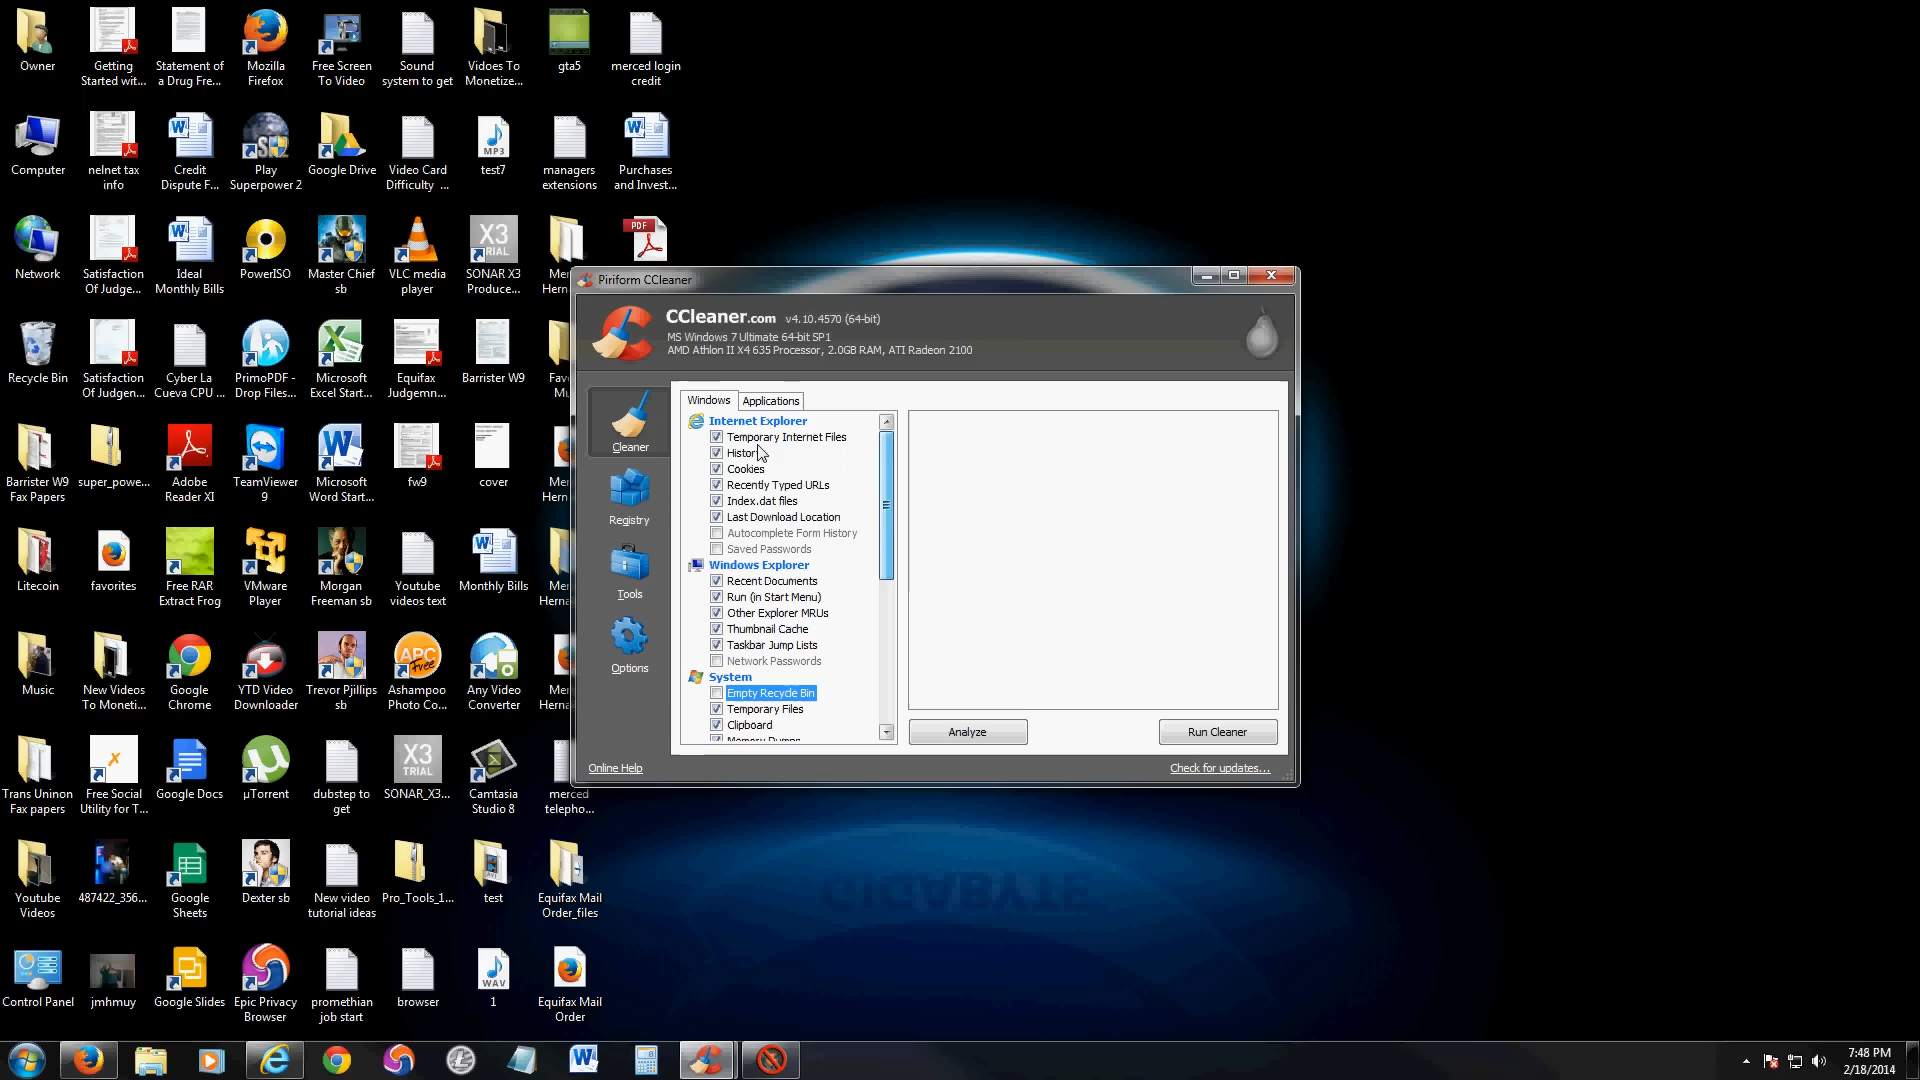 Owner
Getting Started wit...
Statement of a Drug Fre...
Mozilla Firefox
Free Screen To Video
Sound system to get
Vidoes To Monetize...
gta5
merced login credit
Computer
nelnet tax info
Credit Dispute F...
Play Superpower 2
Google Drive
Video Card Difficulty ...
MP3
test7
managers extensions
Purchases and Invest...
Network
Satisfaction Of Judge...
Ideal Monthly Bills
PowerISO
Master Chief sb
VLC media player
X3
RIAL
SONAR X3 Produce...
Mer
Hern
PDF
Recycle Bin
Satisfaction Of Judgen...
Cyber La Cueva CPU ...
PrimoPDF - Drop Files...
Microsoft Excel Start...
Equifax Judgemn...
Barrister W9
Fav
Mu
Barrister W9 Fax Papers
super_powe...
Adobe Reader XI
TeamViewer 9
Microsoft Word Start...
fw9
cover
Mer
Hern
Litecoin
favorites
Free RAR Extract Frog
VMware Player
Morgan Freeman sb
Youtube videos text
Monthly Bills
Mer
Herna
Music
New Videos To Moneti...
Google Chrome
YTD Video Downloader
Trevor Pjillips sb
APC
Free
Ashampoo Photo Co...
Any Video Converter
Mer
Herna
Trans Uninon Fax papers
Free Social Utility for T...
Google Docs
µTorrent
dubstep to get
X3
TRIAL
SONAR_X3...
Camtasia Studio 8
merced telepho...
Youtube Videos
487422_356...
Google Sheets
Dexter sb
New video tutorial ideas
Pro_Tools_1...
test
Equifax Mail Order_files
Control Panel
jmhmuy
Google Slides
Epic Privacy Browser
promethian job start
browser
WAV
1
Equifax Mail Order
Piriform CCleaner
CCleaner.com v4.10.4570 (64-bit)
MS Windows 7 Ultimate 64-bit SP1
AMD Athlon II X4 635 Processor, 2.0GB RAM, ATI Radeon 2100
Cleaner
Registry
Tools
Options
Windows
Applications
Internet Explorer
Temporary Internet Files
Histor
Cookies
Recently Typed URLs
Index.dat files
Last Download Location
Autocomplete Form History
Saved Passwords
Windows Explorer
Recent Documents
Run (in Start Menu)
Other Explorer MRUs
Thumbnail Cache
Taskbar Jump Lists
Network Passwords
System
Empty Recycle Bin
Temporary Files
Clipboard
Memory Dumps
Analyze
Run Cleaner
Online Help
Check for updates...
GIGABYTE
7:48 PM
2/18/2014